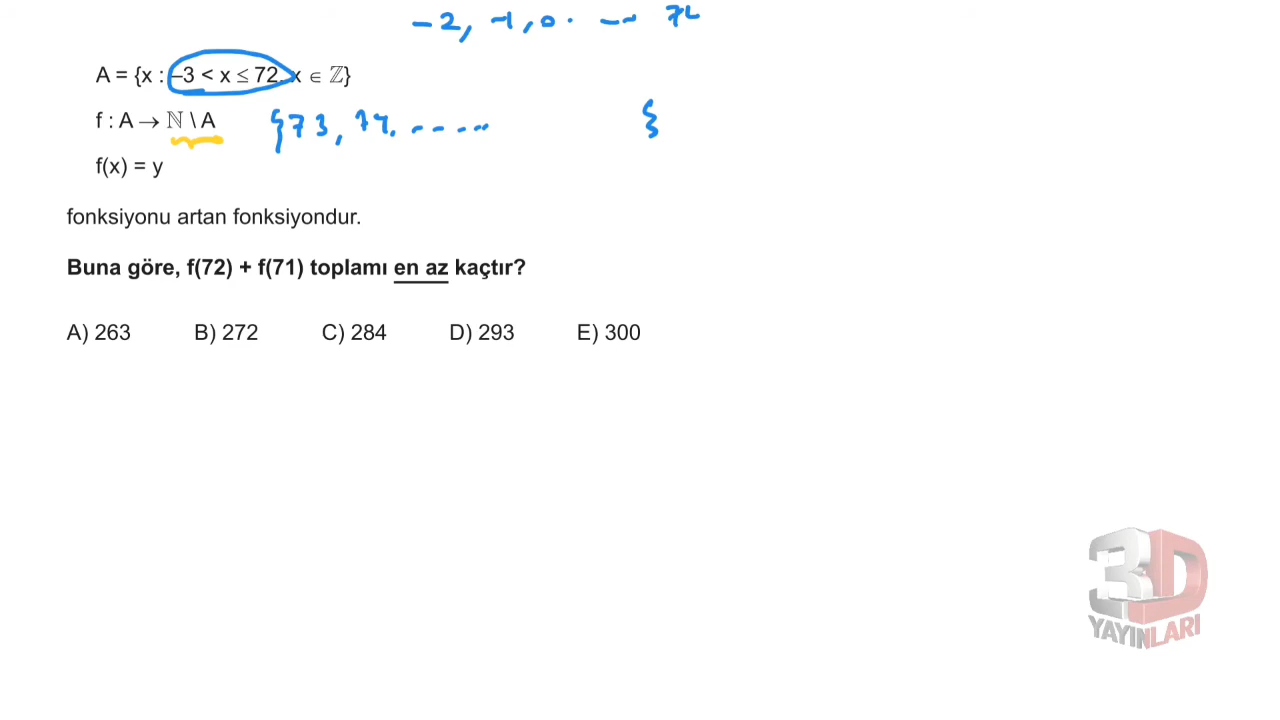 -2, -1, 0. ... 72
A = {x : –3 < x ≤ 72, x ∈ ℤ}
f : A → ℕ \ A {73, 74, ...... }
f(x) = y
fonksiyonu artan fonksiyondur.
Buna göre, f(72) + f(71) toplamı en az kaçtır?
A) 263 B) 272 C) 284 D) 293 E) 300
3D
YAYINLARI